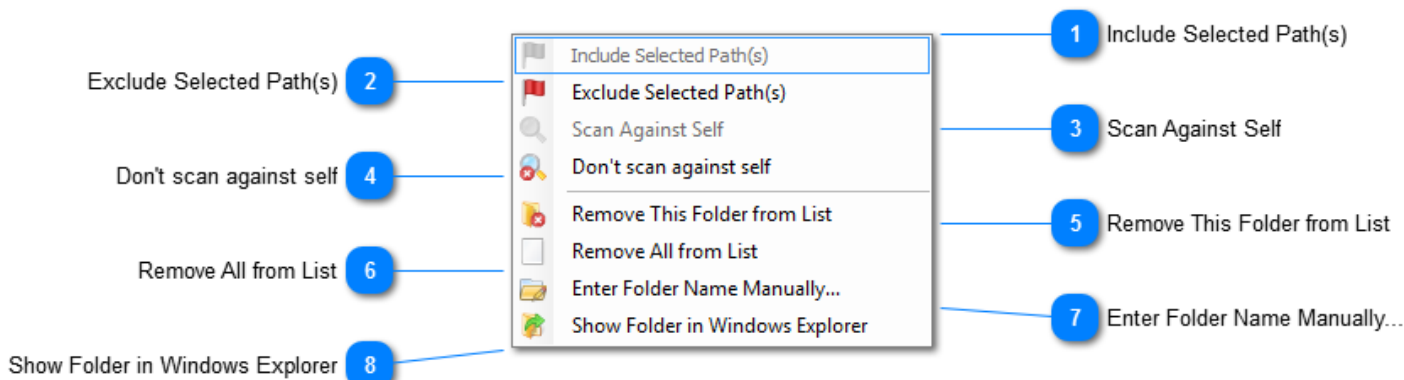 1 Include Selected Path(s)
Include Selected Path(s)
Exclude Selected Path(s) 2
Exclude Selected Path(s)
Scan Against Self
3 Scan Against Self
Don't scan against self 4
Don't scan against self
Remove This Folder from List
5 Remove This Folder from List
Remove All from List
Remove All from List 6
Enter Folder Name Manually...
7 Enter Folder Name Manually...
Show Folder in Windows Explorer
Show Folder in Windows Explorer 8